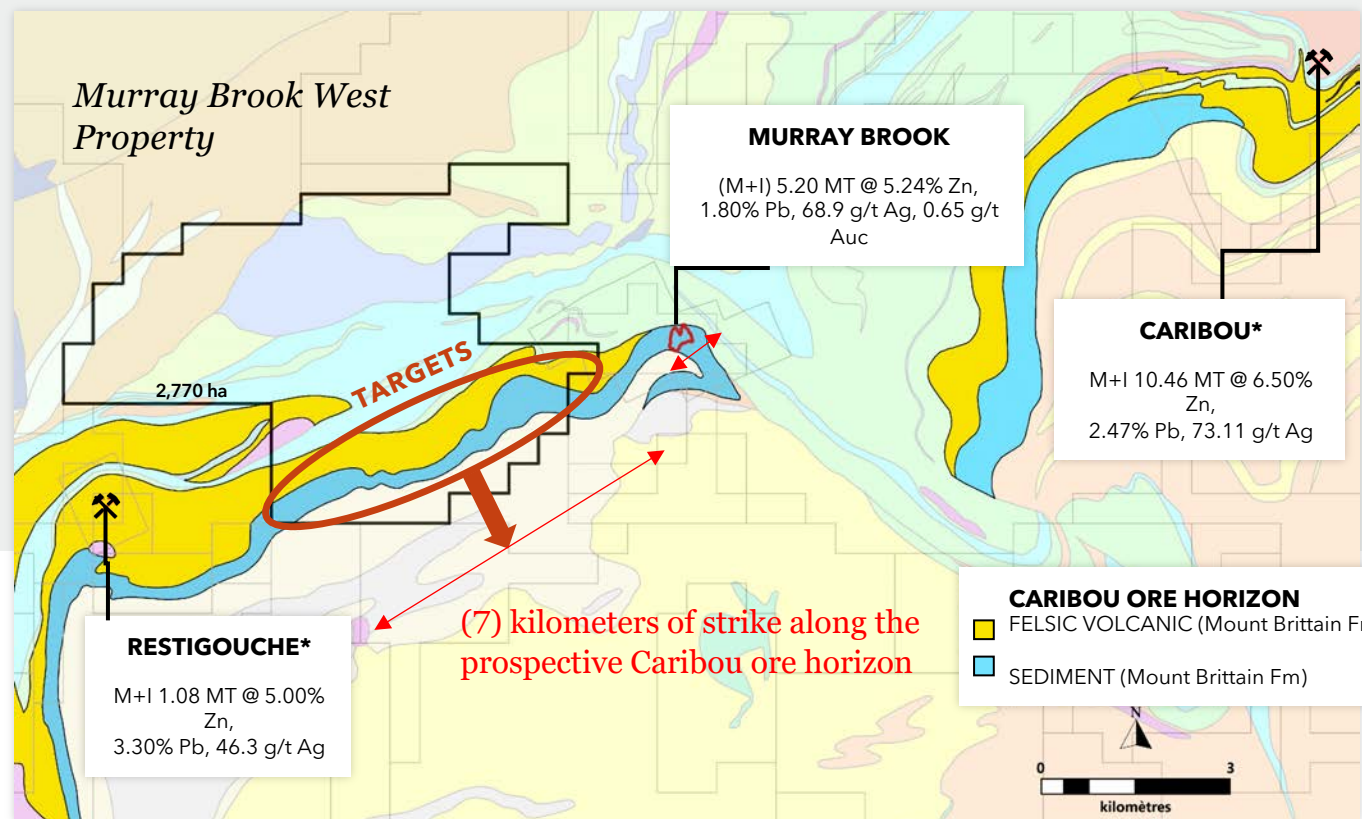 Murray Brook West
Property
MURRAY BROOK
(M+I) 5.20 MT @ 5.24% Zn,
1.80% Pb, 68.9 g/t Ag, 0.65 g/t
Auc
CARIBOU*
M+I 10.46 MT @ 6.50%
Zn,
2.47% Pb, 73.11 g/t Ag
TARGETS
2,770 ha
RESTIGOUCHE*
M+I 1.08 MT @ 5.00%
Zn,
3.30% Pb, 46.3 g/t Ag
(7) kilometers of strike along the
prospective Caribou ore horizon
CARIBOU ORE HORIZON
FELSIC VOLCANIC (Mount Brittain
SEDIMENT (Mount Brittain Fm)
N
0 3
kilomètres